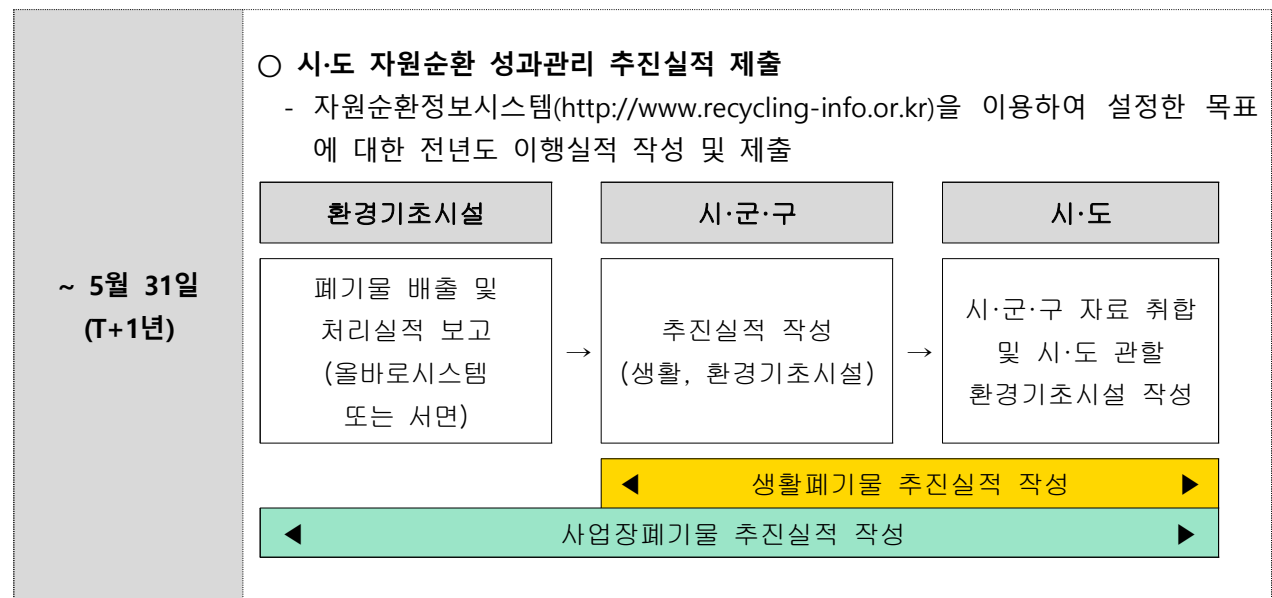 ~ 5월 31일
(T+1년)
○ 시·도 자원순환 성과관리 추진실적 제출
- 자원순환정보시스템(http://www.recycling-info.or.kr)을 이용하여 설정한 목표
에 대한 전년도 이행실적 작성 및 제출
환경기초시설
시·군·구
시·도
폐기물 배출 및
처리실적 보고
(올바로시스템
또는 서면)
→
추진실적 작성
(생활, 환경기초시설)
→
시·군·구 자료 취합
및 시·도 관할
환경기초시설 작성
◀ 생활폐기물 추진실적 작성 ▶
◀ 사업장폐기물 추진실적 작성 ▶